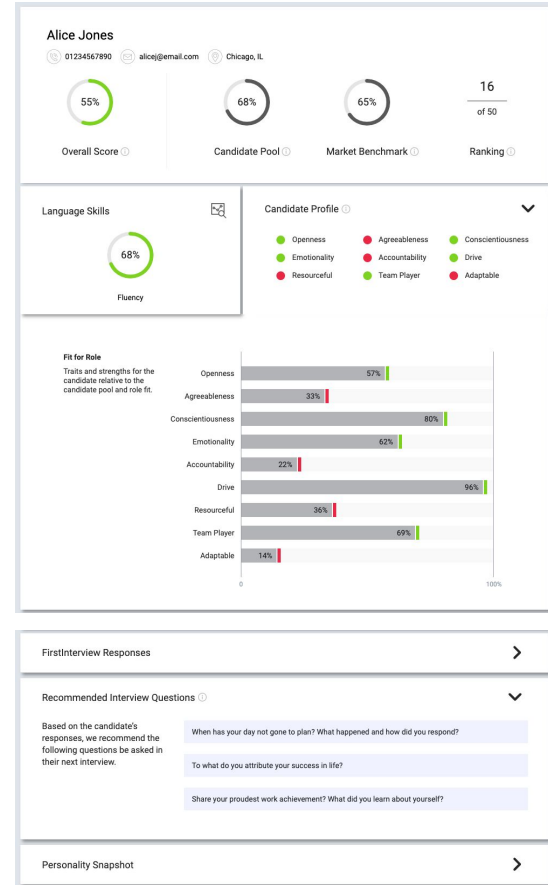 Alice Jones
01234567890 alicej@email.com Chicago, IL
55%
Overall Score
68%
Candidate Pool
65%
Market Benchmark
16
of 50
Ranking
Language Skills
68%
Fluency
Candidate Profile
Openness Agreeableness Conscientiousness
Emotionality Accountability Drive
Resourceful Team Player Adaptable
Fit for Role
Traits and strengths for the
candidate relative to the
candidate pool and role fit.
Openness 57%
Agreeableness 33%
Conscientiousness 80%
Emotionality 62%
Accountability 22%
Drive 96%
Resourceful 36%
Team Player 69%
Adaptable 14%
0 100%
FirstInterview Responses
Recommended Interview Questions
Based on the candidate's
responses, we recommend the
following questions be asked in
their next interview.
When has your day not gone to plan? What happened and how did you respond?
To what do you attribute your success in life?
Share your proudest work achievement? What did you learn about yourself?
Personality Snapshot